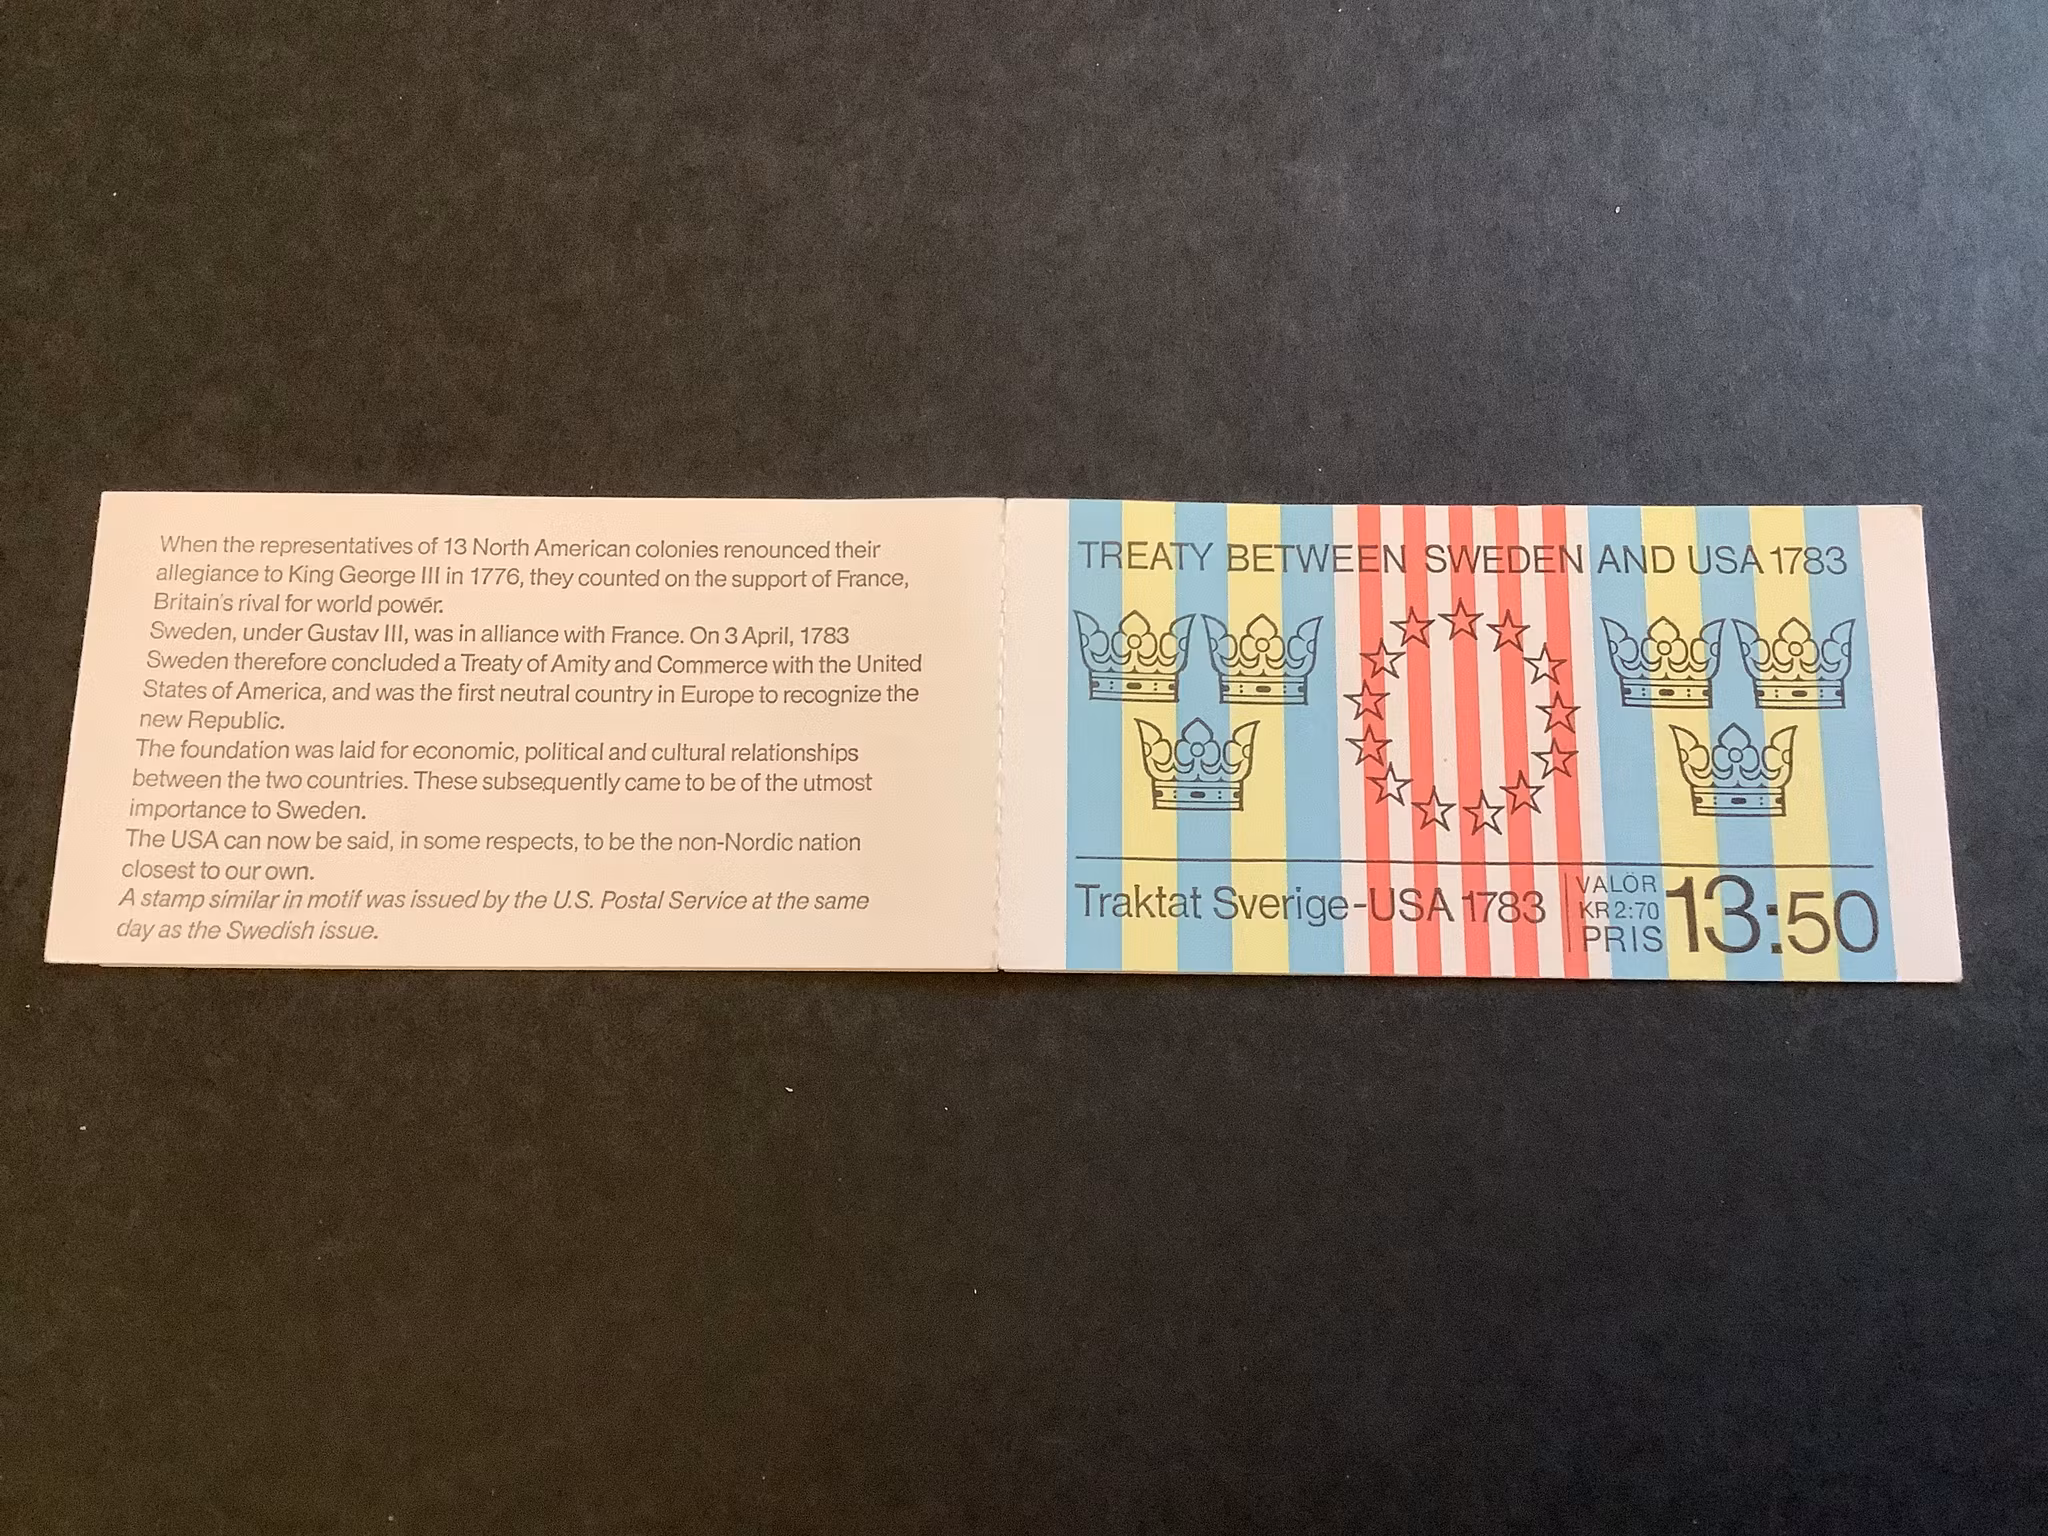 When the representatives of 13 North American colonies renounced their
allegiance to King George III in 1776, they counted on the support of France,
Britain's rival for world power.
Sweden, under Gustav III, was in alliance with France. On 3 April, 1783
Sweden therefore concluded a Treaty of Amity and Commerce with the United
States of America, and was the first neutral country in Europe to recognize the
new Republic.
The foundation was laid for economic, political and cultural relationships
between the two countries. These subsequently came to be of the utmost
importance to Sweden.
The USA can now be said, in some respects, to be the non-Nordic nation
closest to our own.
A stamp similar in motif was issued by the U.S. Postal Service at the same
day as the Swedish issue.
TREATY BETWEEN SWEDEN AND USA 1783
Traktat Sverige-USA 1783
VALÖR
KR 2:70
PRIS
13:50